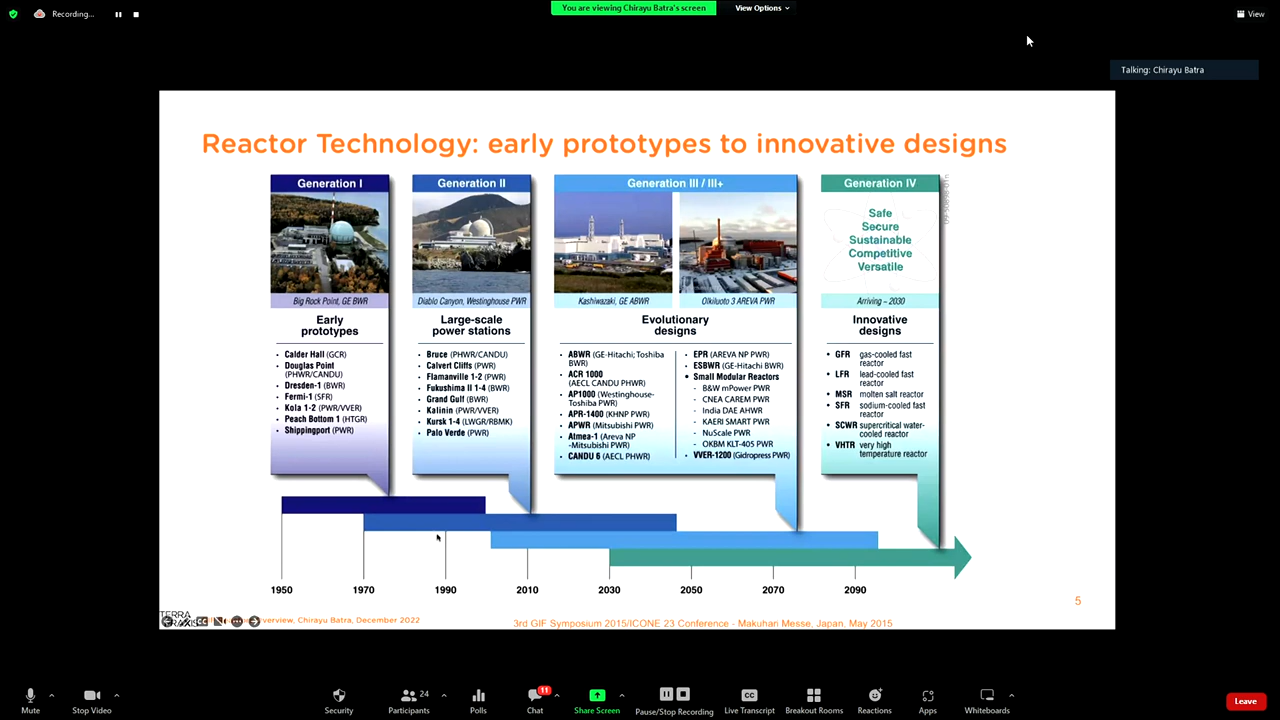 Recording...
You are viewing Chirayu Batra's screen
View Options
View
Talking: Chirayu Batra
Reactor Technology: early prototypes to innovative designs
Generation I
Big Rock Point, GE BWR
Early
prototypes
Calder Hall (GCR)
Douglas Point
(PHWR/CANDU)
Dresden-1 (BWR)
Fermi-1 (SFR)
Kola 1-2 (PWR/VVER)
Peach Bottom 1 (HTGR)
Shippingport (PWR)
Generation II
Diablo Canyon, Westinghouse PWR
Large-scale
power stations
Bruce (PHWR/CANDU)
Calvert Cliffs (PWR)
Flamanville 1-2 (PWR)
Fukushima II 1-4 (BWR)
Grand Gulf (BWR)
Kalinin (PWR/VVER)
Kursk 1-4 (LWGR/RBMK)
Palo Verde (PWR)
Generation III / III+
Kashiwazaki, GE ABWR
Olkiluoto 3 AREVA PWR
Evolutionary
designs
ABWR (GE-Hitachi; Toshiba
BWR)
ACR 1000
(AECL CANDU PHWR)
AP1000 (Westinghouse-
Toshiba PWR)
APR-1400 (KHNP PWR)
APWR (Mitsubishi PWR)
Atmea-1 (Areva NP
-Mitsubishi PWR)
CANDU 6 (AECL PHWR)
EPR (AREVA NP PWR)
ESBWR (GE-Hitachi BWR)
Small Modular Reactors
- B&W mPower PWR
- CNEA CAREM PWR
- India DAE AHWR
- KAERI SMART PWR
- NuScale PWR
- OKBM KLT-405 PWR
VVER-1200 (Gidropress PWR)
Generation IV
Safe
Secure
Sustainable
Competitive
Versatile
Arriving – 2030
Innovative
designs
GFR gas-cooled fast
reactor
LFR lead-cooled fast
reactor
MSR molten salt reactor
SFR sodium-cooled fast
reactor
SCWR supercritical water-
cooled reactor
VHTR very high
temperature reactor
1950 1970 1990 2010 2030 2050 2070 2090
5
TERRA
verview, Chirayu Batra, December 2022
3rd GIF Symposium 2015/ICONE 23 Conference - Makuhari Messe, Japan, May 2015
Mute
Stop Video
Security
Participants
24
Polls
Chat
11
Share Screen
Pause/Stop Recording
CC
Live Transcript
Breakout Rooms
Reactions
Apps
Whiteboards
Leave